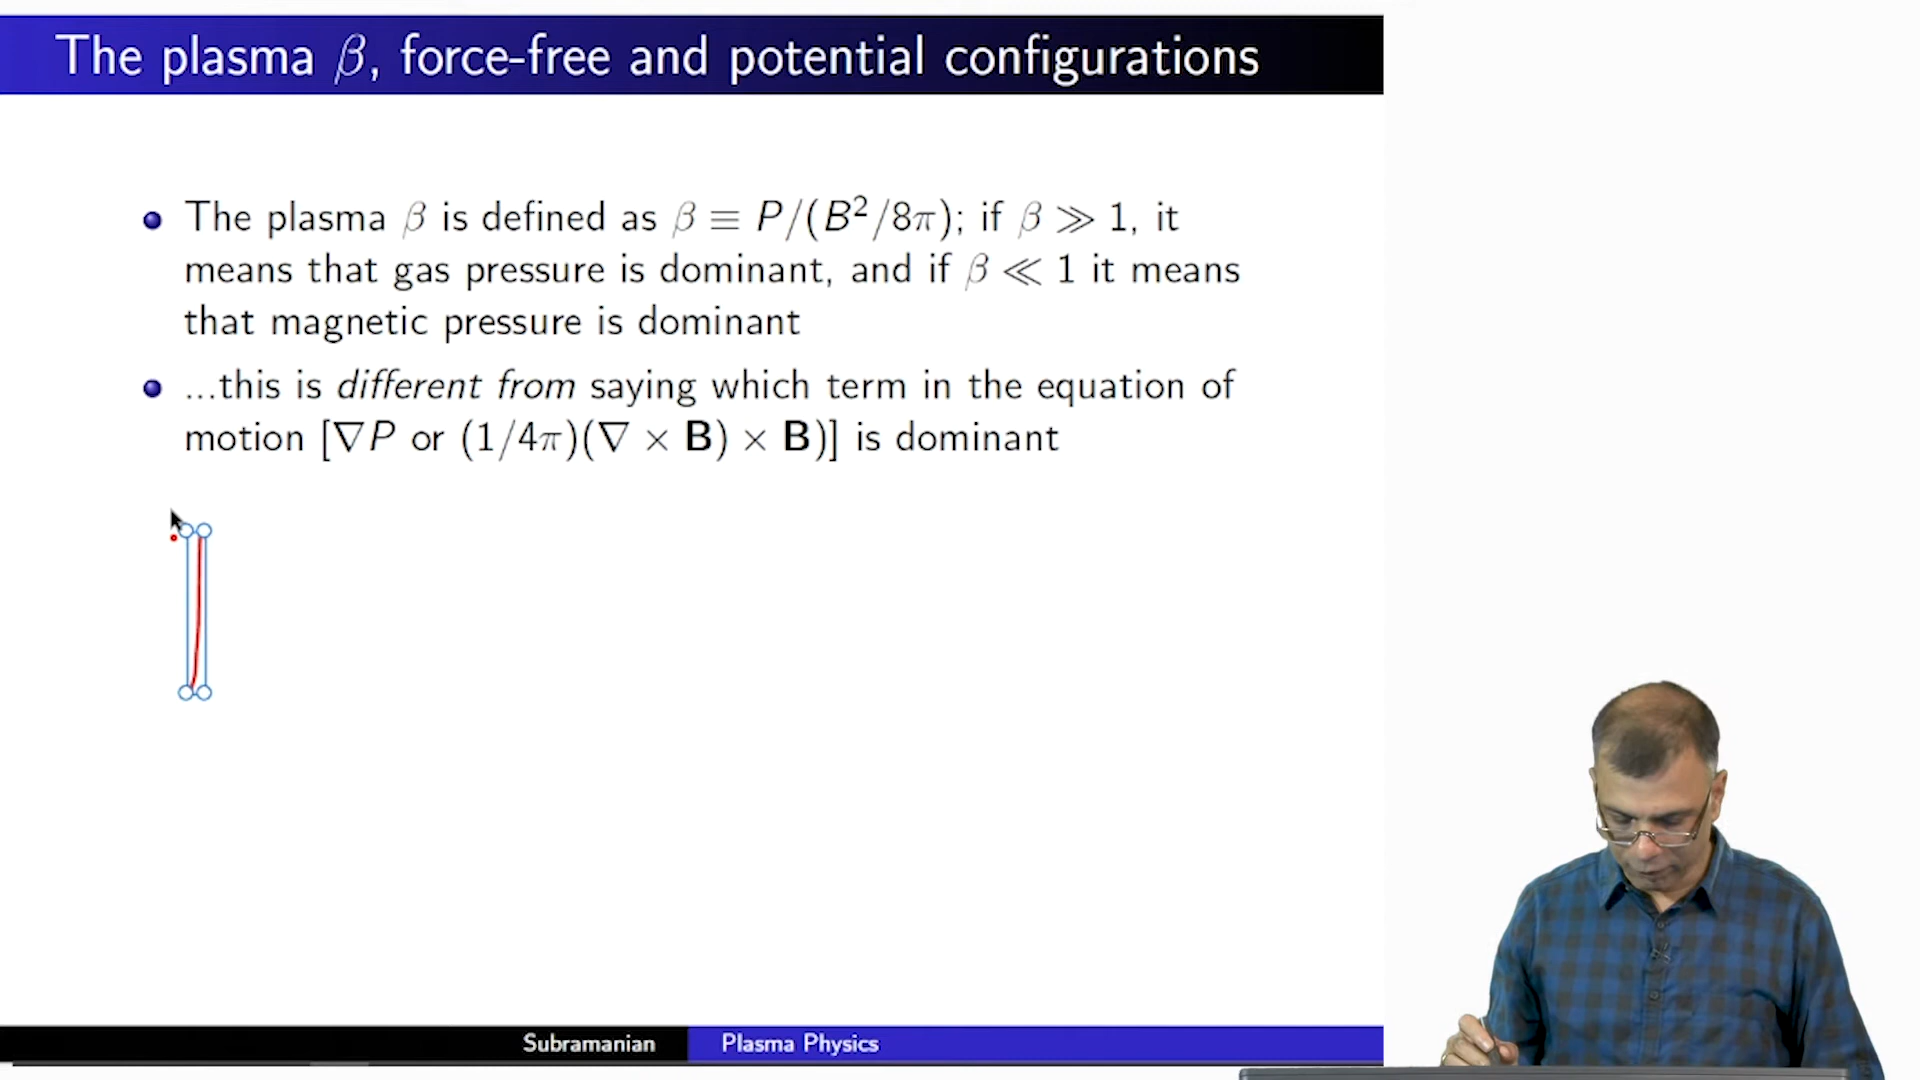 The plasma β, force-free and potential configurations
The plasma β is defined as β ≡ P/(B²/8π); if β ≫ 1, it
means that gas pressure is dominant, and if β ≪ 1 it means
that magnetic pressure is dominant
...this is different from saying which term in the equation of
motion [∇P or (1/4π)(∇ × B) × B)] is dominant
Subramanian Plasma Physics